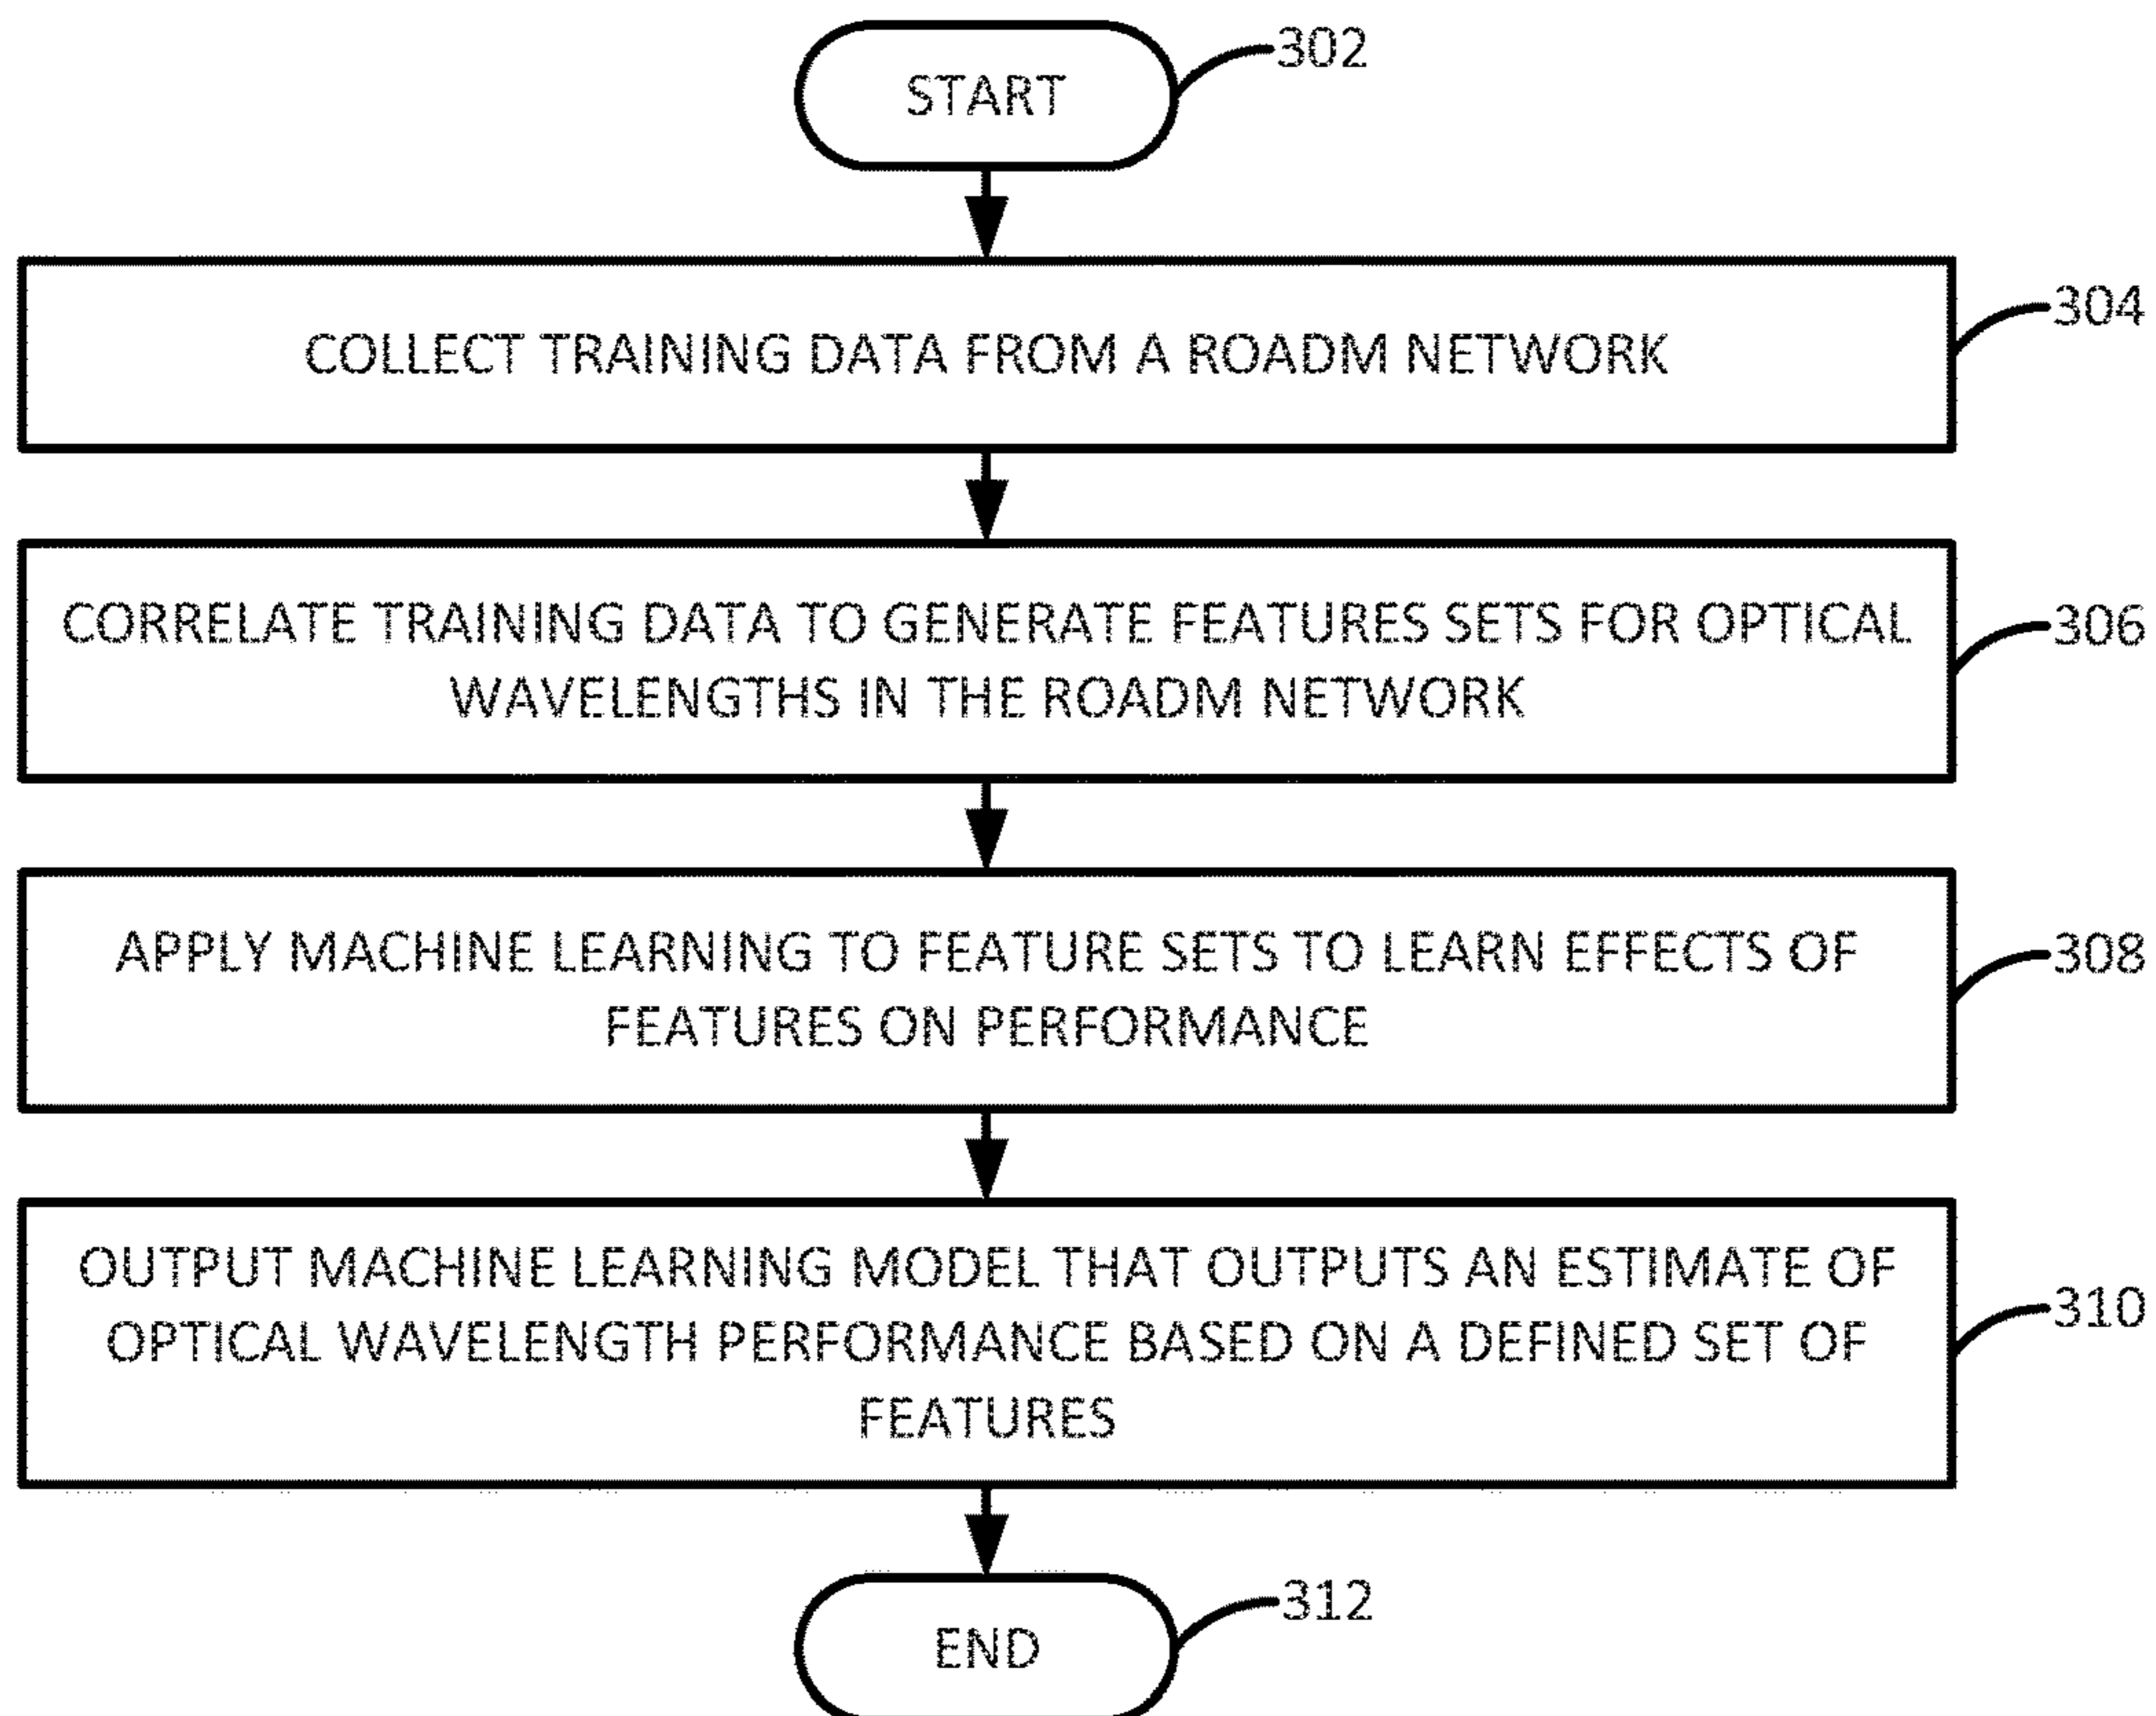 START
302
COLLECT TRAINING DATA FROM A ROADM NETWORK
304
CORRELATE TRAINING DATA TO GENERATE FEATURES SETS FOR OPTICAL
WAVELENGTHS IN THE ROADM NETWORK
306
APPLY MACHINE LEARNING TO FEATURE SETS TO LEARN EFFECTS OF
FEATURES ON PERFORMANCE
308
OUTPUT MACHINE LEARNING MODEL THAT OUTPUTS AN ESTIMATE OF
OPTICAL WAVELENGTH PERFORMANCE BASED ON A DEFINED SET OF
FEATURES
310
END
312